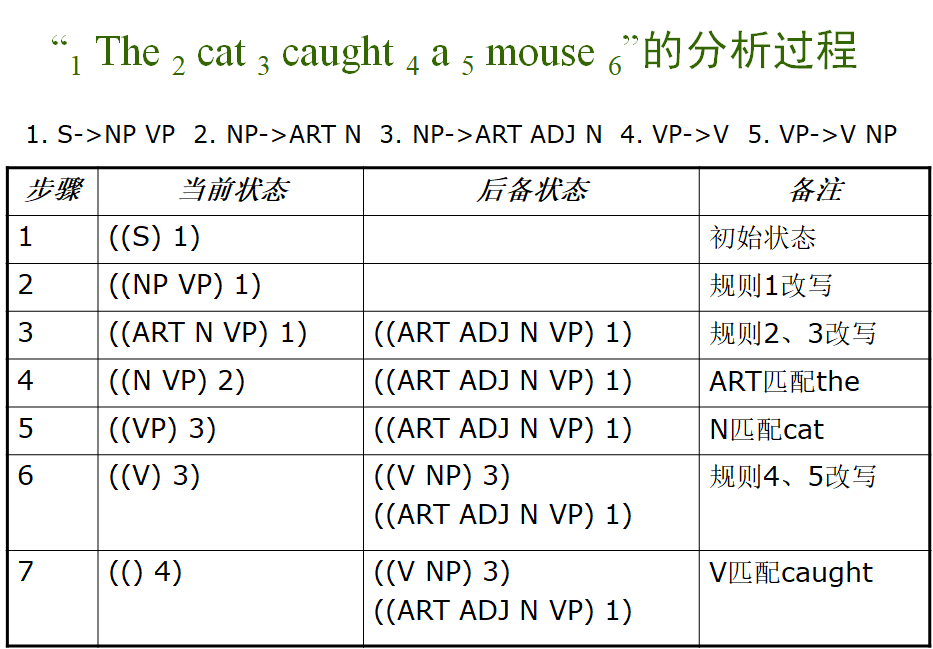 “1 The 2 cat 3 caught 4 a 5 mouse 6”的分析过程
1. S->NP VP 2. NP->ART N 3. NP->ART ADJ N 4. VP->V 5. VP->V NP
步骤 当前状态 后备状态 备注
1 ((S) 1) 初始状态
2 ((NP VP) 1) 规则1改写
3 ((ART N VP) 1) ((ART ADJ N VP) 1) 规则2、3改写
4 ((N VP) 2) ((ART ADJ N VP) 1) ART匹配the
5 ((VP) 3) ((ART ADJ N VP) 1) N匹配cat
6 ((V) 3) ((V NP) 3) 规则4、5改写
((ART ADJ N VP) 1)
7 (() 4) ((V NP) 3) V匹配caught
((ART ADJ N VP) 1)